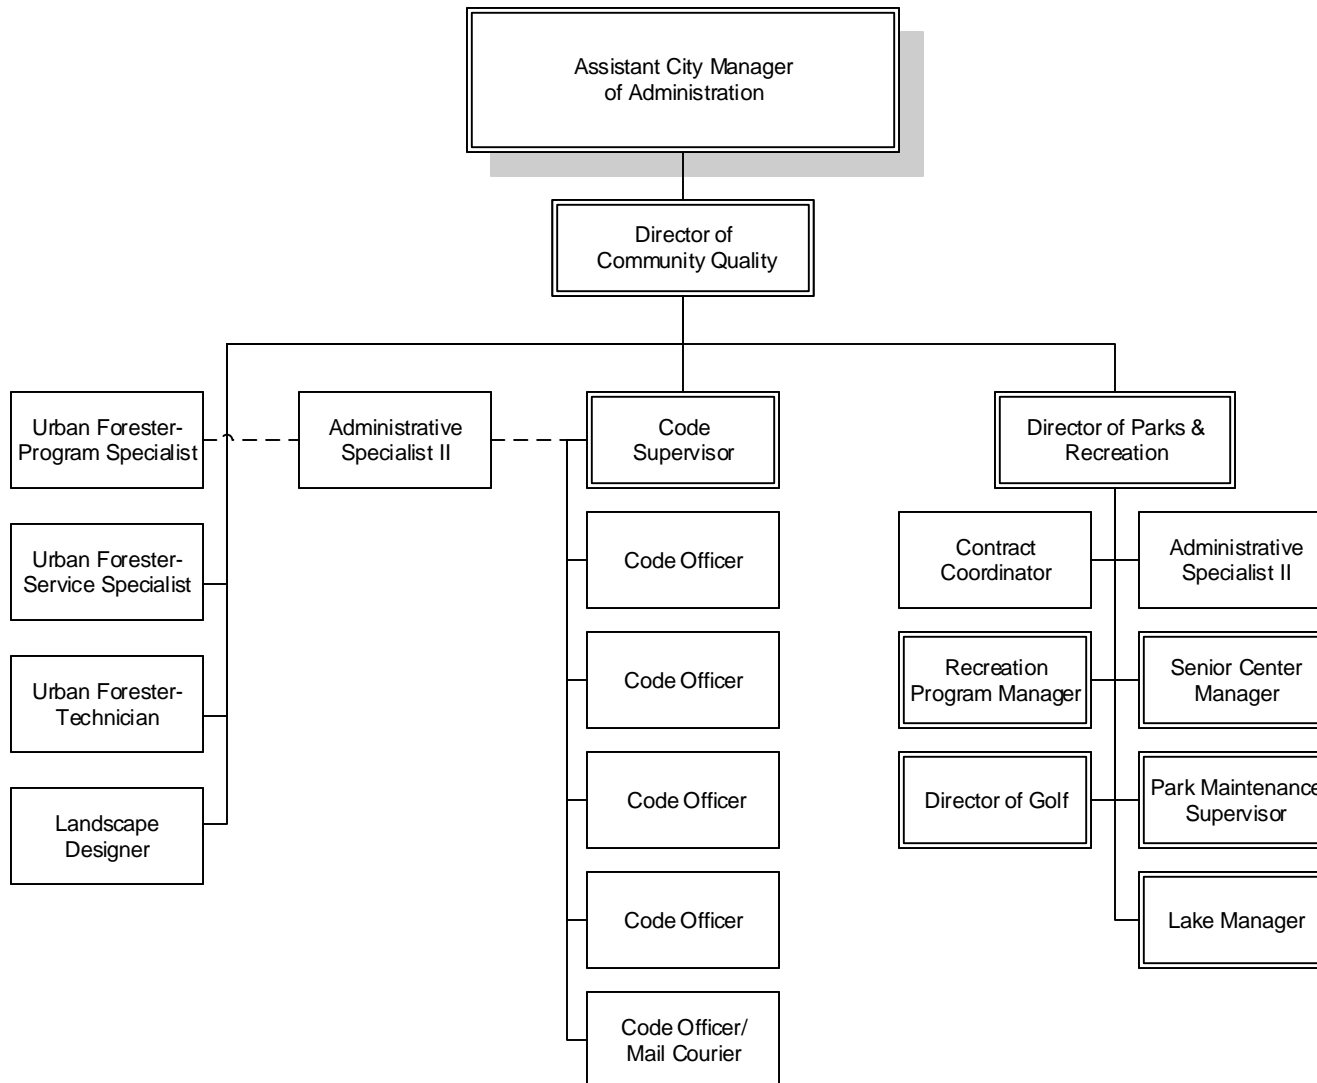 Assistant City Manager
of Administration
Director of
Community Quality
Urban Forester-
Program Specialist
Administrative
Specialist II
Code
Supervisor
Director of Parks &
Recreation
Urban Forester-
Service Specialist
Code Officer
Contract
Coordinator
Administrative
Specialist II
Urban Forester-
Technician
Code Officer
Recreation
Program Manager
Senior Center
Manager
Landscape
Designer
Code Officer
Director of Golf
Park Maintenance
Supervisor
Code Officer
Lake Manager
Code Officer/
Mail Courier